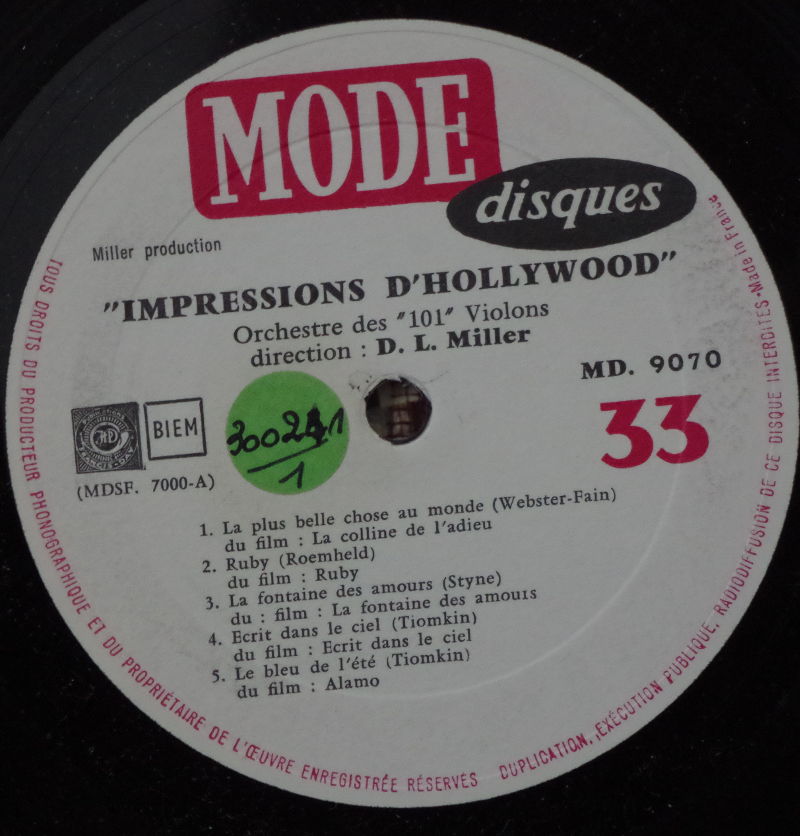 MODE
disques
Miller production
"IMPRESSIONS D'HOLLYWOOD"
Orchestre des "101" Violons
direction : D. L. Miller
MD. 9070
33
BIEM
(MDSF. 7000-A)
1
1. La plus belle chose au monde (Webster-Fain)
du film : La colline de l'adieu
2. Ruby (Roemheld)
du film : Ruby
3. La fontaine des amours (Styne)
du : film : La fontaine des amours
4. Ecrit dans le ciel (Tiomkin)
du film : Ecrit dans le ciel
5. Le bleu de l'été (Tiomkin)
du film : Alamo
TOUS DROITS DU PRODUCTEUR PHONOGRAPHIQUE ET DU PROPRIÉTAIRE DE L'ŒUVRE ENREGISTRÉE RÉSERVÉS DUPLICATION, EXÉCUTION PUBLIQUE, RADIODIFFUSION DE CE DISQUE INTERDITES-Made in France